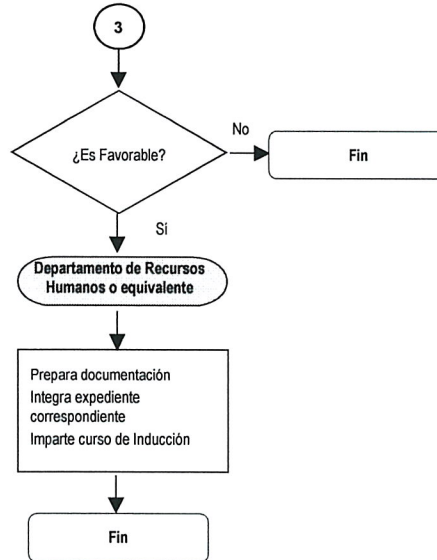 3
¿Es Favorable?
No
Fin
Si
Departamento de Recursos
Humanos o equivalente
Prepara documentación
Integra expediente
correspondiente
Imparte curso de Inducción
Fin